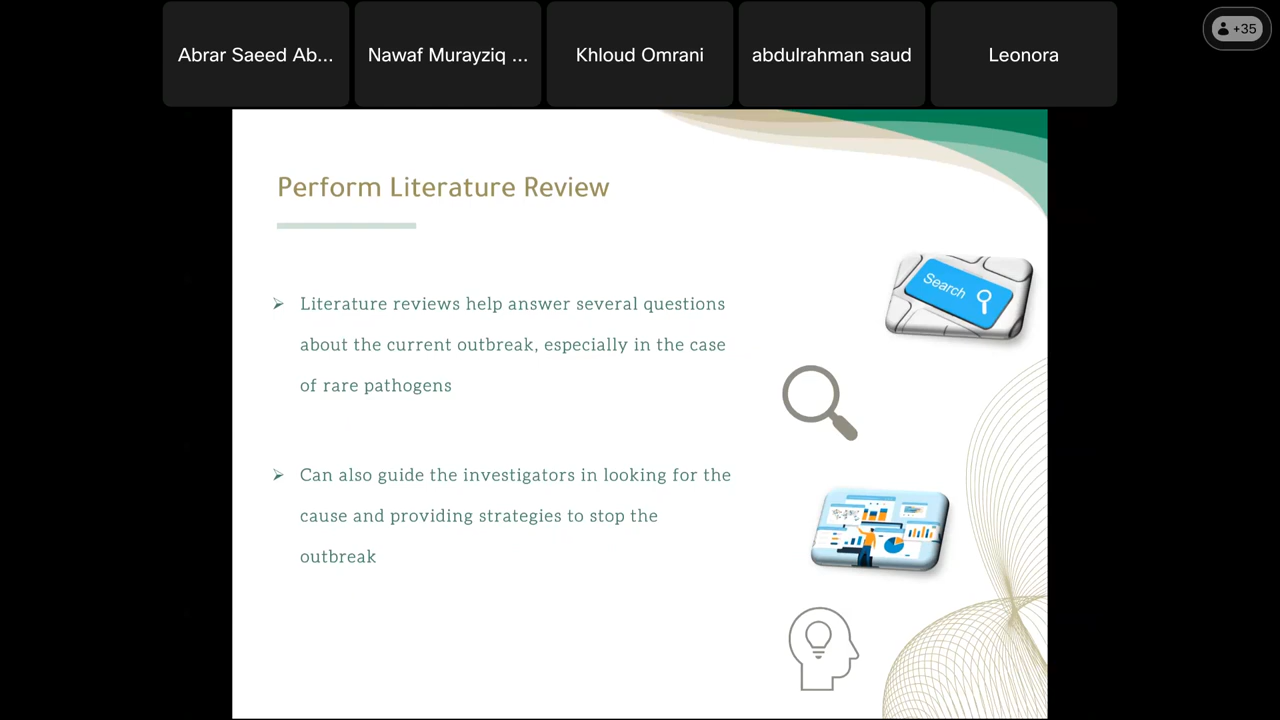 Abrar Saeed Ab...
Nawaf Murayziq ...
Khloud Omrani
abdulrahman saud
Leonora
+35
Perform Literature Review
Search
➢ Literature reviews help answer several questions
about the current outbreak, especially in the case
of rare pathogens
➢ Can also guide the investigators in looking for the
cause and providing strategies to stop the
outbreak